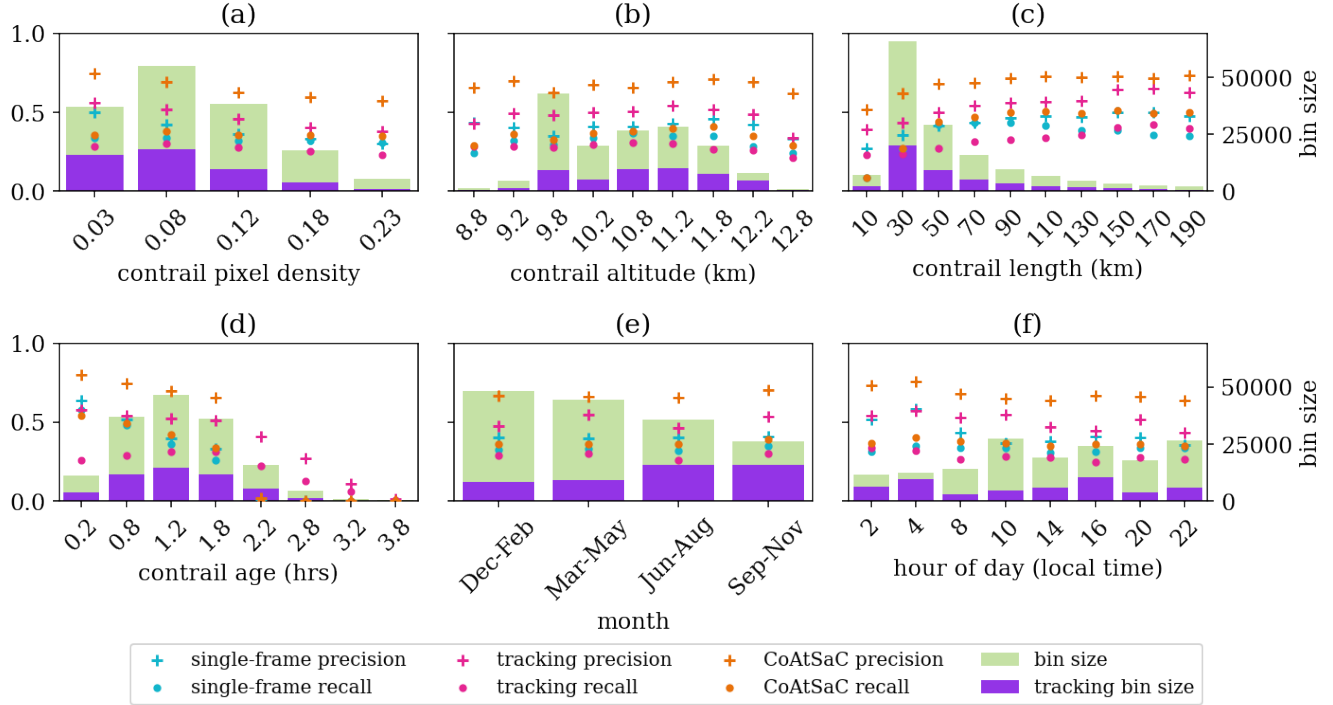 (a) (b) (c)
1.0
0.5
0.0
50000
25000
0
bin size
0.03 0.08 0.12 0.18 0.23
8.8 9.2 9.8 10.2 10.8 11.2 11.8 12.2 12.8
10 30 50 70 90 110 130 150 170 190
contrail pixel density contrail altitude (km) contrail length (km)
(d) (e) (f)
1.0
0.5
0.0
50000
25000
0
bin size
0.2 0.8 1.2 1.8 2.2 2.8 3.2 3.8
Dec-Feb Mar-May Jun-Aug Sep-Nov
2 4 8 10 14 16 20 22
contrail age (hrs)
month
hour of day (local time)
single-frame precision tracking precision CoAtSaC precision bin size
single-frame recall tracking recall CoAtSaC recall tracking bin size